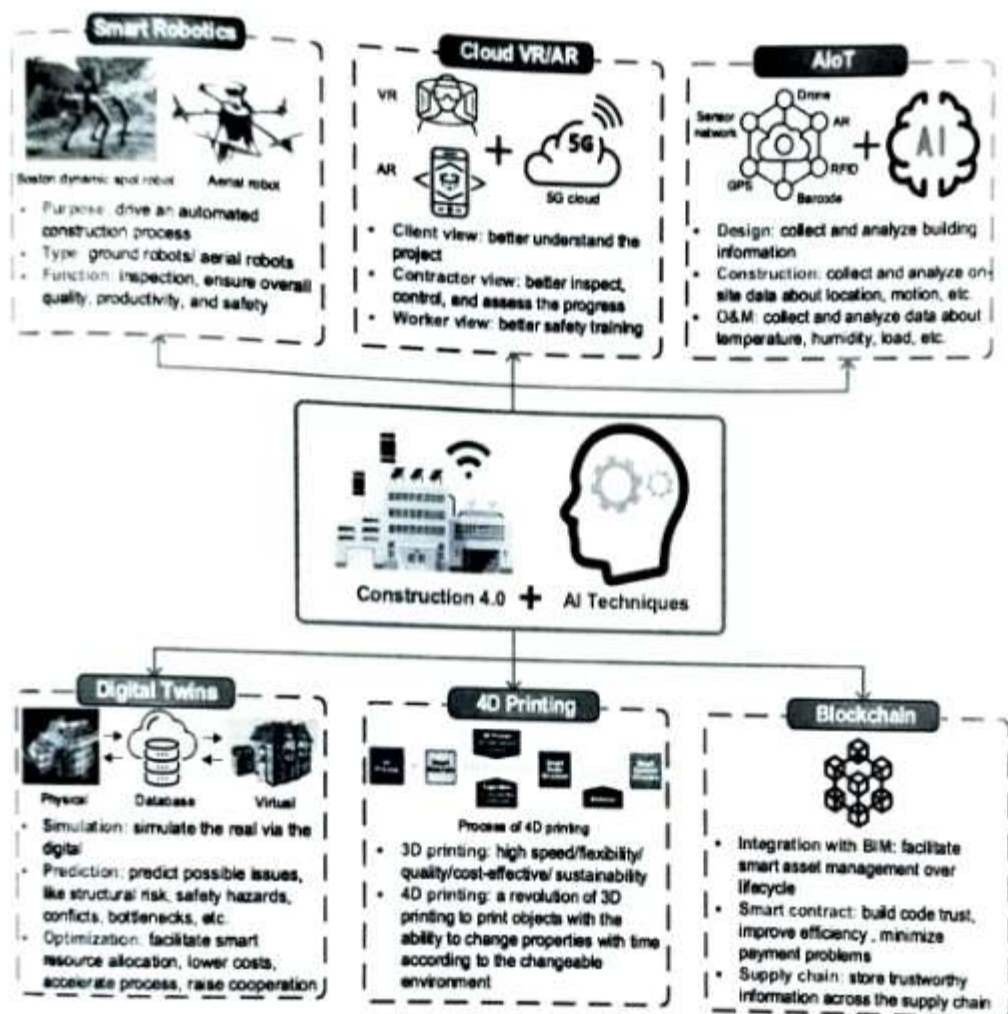 Smart Robotics
Boston dynamic spot robot
Aerial robot
• Purpose: drive an automated
construction process
• Type: ground robots/ aerial robots
• Function: inspection, ensure overall
quality, productivity, and safety
Cloud VR/AR
VR
AR
5G
5G cloud
• Client view: better understand the
project
• Contractor view: better inspect,
control, and assess the progress
• Worker view: better safety training
AIoT
Drone
Sensor
network
AR
GPS
RFID
Barcode
AI
• Design: collect and analyze building
information
• Construction: collect and analyze on-
site data about location, motion, etc.
• O&M: collect and analyze data about
temperature, humidity, load, etc.
Construction 4.0 + AI Techniques
Digital Twins
Physical
Database
Virtual
• Simulation: simulate the real via the
digital
• Prediction: predict possible issues,
like structural risk, safety hazards,
conflicts, bottlenecks, etc.
• Optimization: facilitate smart
resource allocation, lower costs,
accelerate process, raise cooperation
4D Printing
Process of 4D printing
• 3D printing: high speed/flexibility/
quality/cost-effective/ sustainability
• 4D printing: a revolution of 3D
printing to print objects with the
ability to change properties with time
according to the changeable
environment
Blockchain
• Integration with BIM: facilitate
smart asset management over
lifecycle
• Smart contract: build code trust,
improve efficiency , minimize
payment problems
• Supply chain: store trustworthy
information across the supply chain